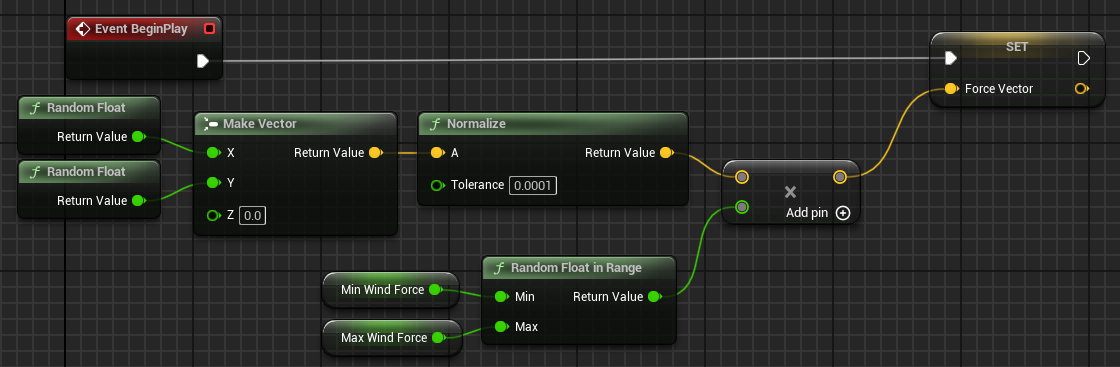 Event BeginPlay
SET
Force Vector
Random Float
Return Value
Random Float
Return Value
Make Vector
X
Return Value
Y
Z 0.0
Normalize
A
Return Value
Tolerance 0.0001
Add pin
Min Wind Force
Max Wind Force
Random Float in Range
Min
Return Value
Max